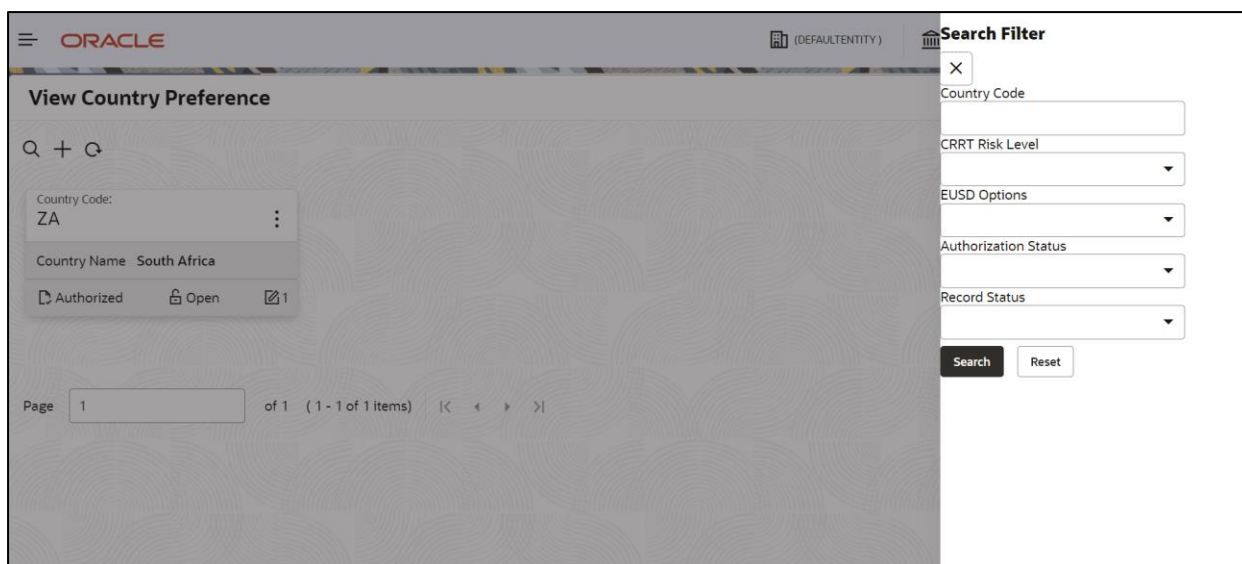 ORACLE
(DEFAULTENTITY)
View Country Preference
Country Code:
ZA
Country Name South Africa
Authorized Open 1
Page 1 of 1 (1 - 1 of 1 items)
Search Filter
Country Code
CRRT Risk Level
EUSD Options
Authorization Status
Record Status
Search Reset